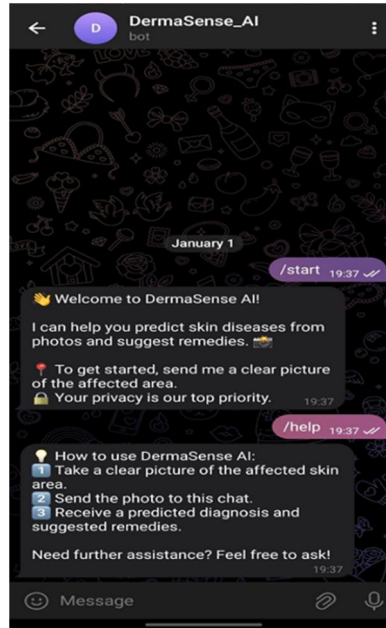 D
DermaSense_AI
bot
January 1
/start 19:37
👋 Welcome to DermaSense AI!
I can help you predict skin diseases from
photos and suggest remedies. 📸
📍 To get started, send me a clear picture
of the affected area.
🔒 Your privacy is our top priority. 19:37
/help 19:37
💡 How to use DermaSense AI:
1️⃣ Take a clear picture of the affected skin
area.
2️⃣ Send the photo to this chat.
3️⃣ Receive a predicted diagnosis and
suggested remedies.
Need further assistance? Feel free to ask!
19:37
Message